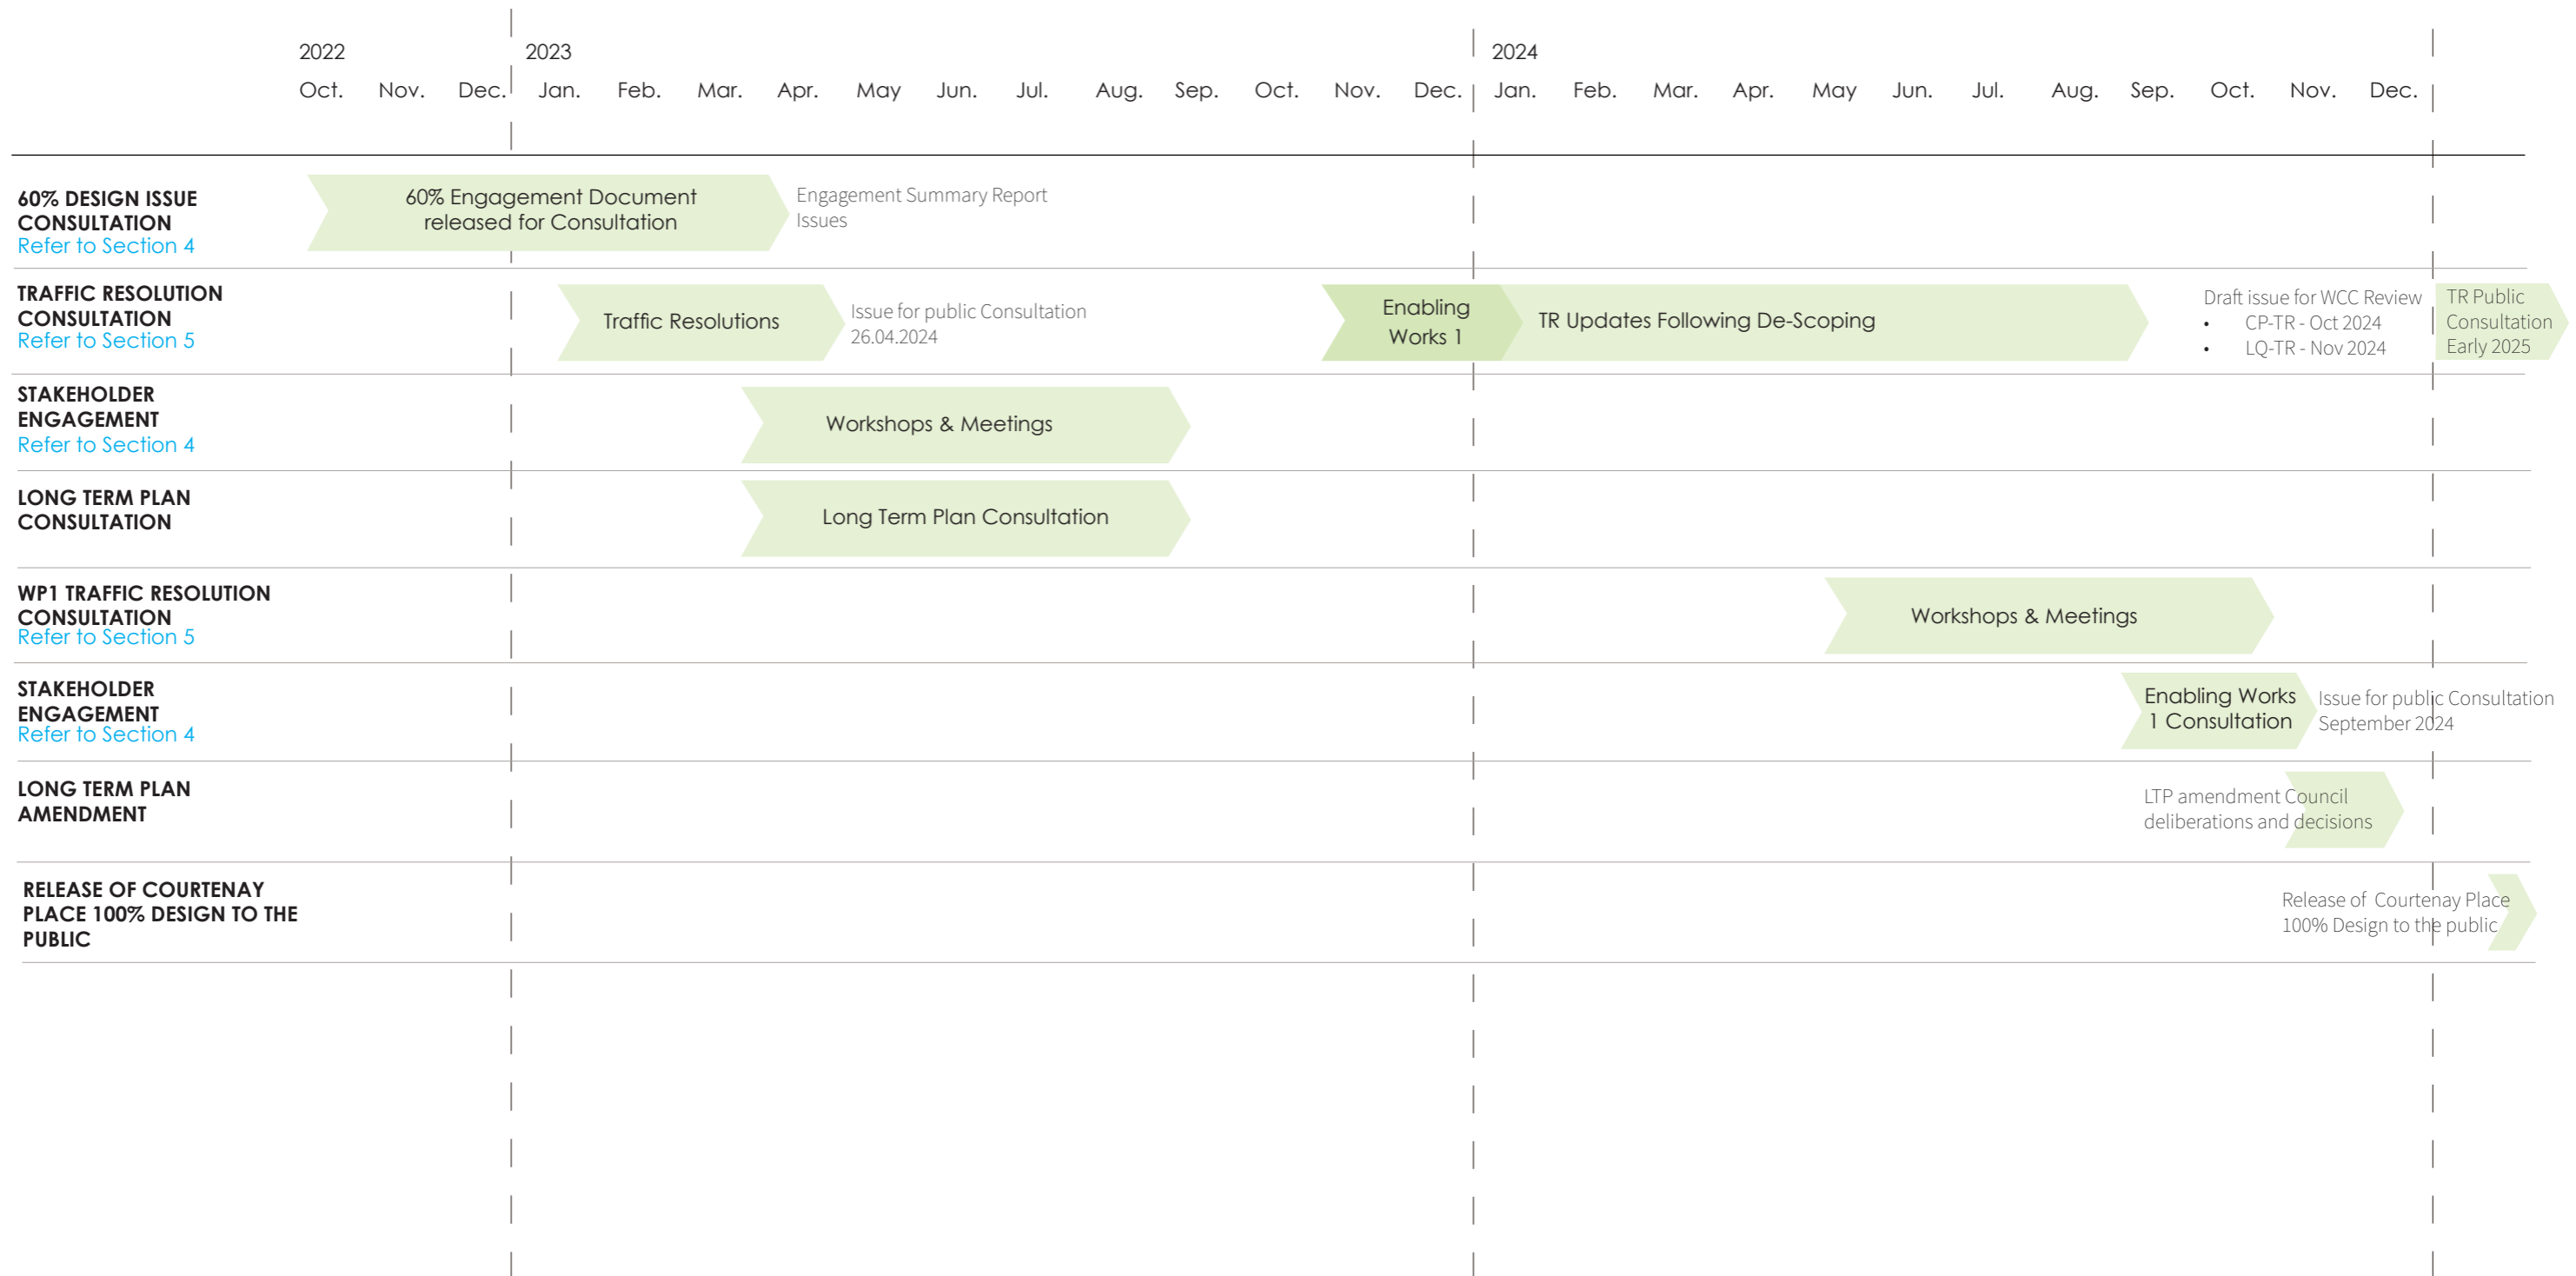 2022 2023 2024
Oct. Nov. Dec. Jan. Feb. Mar. Apr. May Jun. Jul. Aug. Sep. Oct. Nov. Dec. Jan. Feb. Mar. Apr. May Jun. Jul. Aug. Sep. Oct. Nov. Dec.
60% DESIGN ISSUE
CONSULTATION
Refer to Section 4
60% Engagement Document
released for Consultation
Engagement Summary Report
Issues
TRAFFIC RESOLUTION
CONSULTATION
Refer to Section 5
Traffic Resolutions
Issue for public Consultation
26.04.2024
Enabling
Works 1
TR Updates Following De-Scoping
Draft issue for WCC Review
• CP-TR - Oct 2024
• LQ-TR - Nov 2024
TR Public
Consultation
Early 2025
STAKEHOLDER
ENGAGEMENT
Refer to Section 4
Workshops & Meetings
LONG TERM PLAN
CONSULTATION
Long Term Plan Consultation
WP1 TRAFFIC RESOLUTION
CONSULTATION
Refer to Section 5
Workshops & Meetings
STAKEHOLDER
ENGAGEMENT
Refer to Section 4
Enabling Works
1 Consultation
Issue for public Consultation
September 2024
LONG TERM PLAN
AMENDMENT
LTP amendment Council
deliberations and decisions
RELEASE OF COURTENAY
PLACE 100% DESIGN TO THE
PUBLIC
Release of Courtenay Place
100% Design to the public